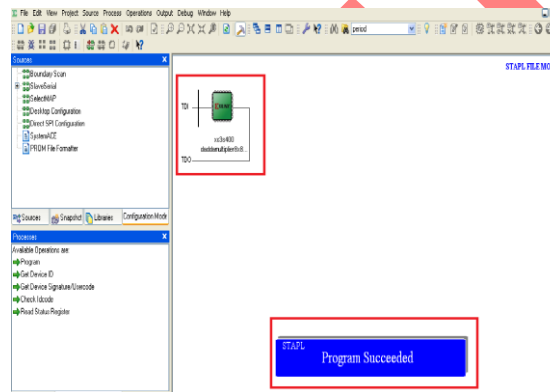 File Edit View Project Source Process Operations Output Debug Window Help
period
Sources
Boundary Scan
SlaveSerial
SelectMAP
Desktop Configuration
Direct SPI Configuration
SystemACE
PROM File Formatter
Sources Snapshot Libraries Configuration Mode
Processes
Available Operations are:
Program
Get Device ID
Get Device Signature/Usercode
Check Idcode
Read Status Register
STAPL FILE MO
TDI
xc3s400
TDO
STAPL
Program Succeeded